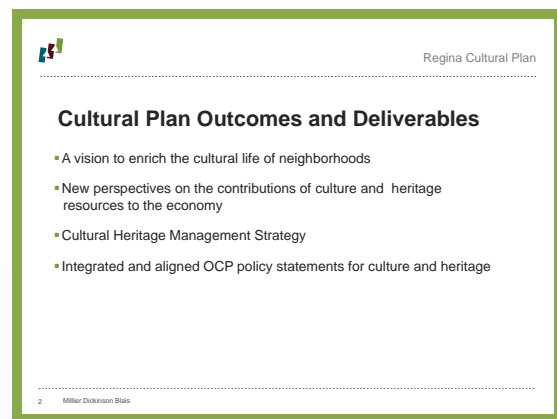 Regina Cultural Plan
Cultural Plan Outcomes and Deliverables
▪ A vision to enrich the cultural life of neighborhoods
▪ New perspectives on the contributions of culture and heritage
resources to the economy
▪ Cultural Heritage Management Strategy
▪ Integrated and aligned OCP policy statements for culture and heritage
2 Millier Dickinson Blais